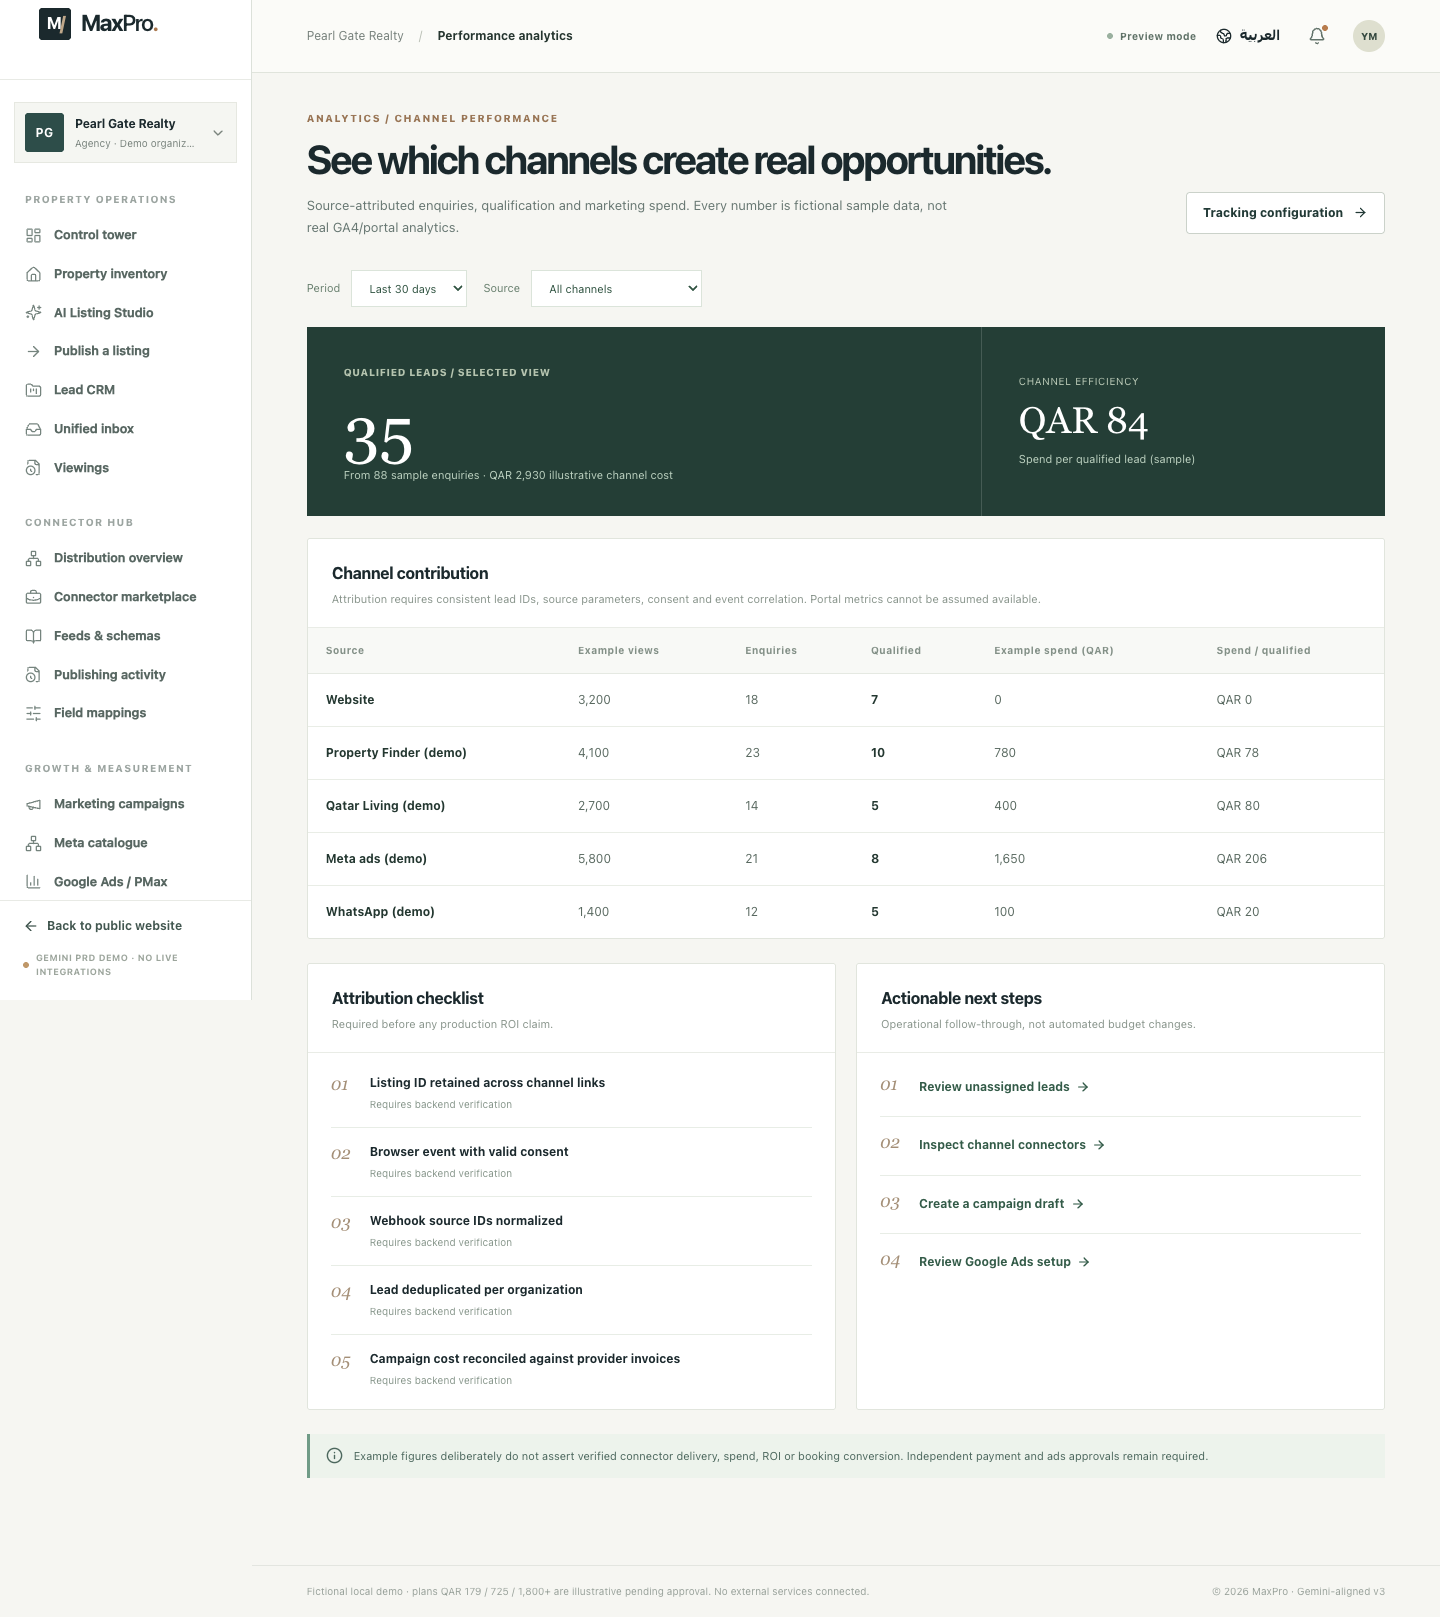 M/ MaxPro.
Pearl Gate Realty / Performance analytics
Preview mode
العربية
YM
PG
Pearl Gate Realty
Agency · Demo organiz...
PROPERTY OPERATIONS
Control tower
Property inventory
AI Listing Studio
Publish a listing
Lead CRM
Unified inbox
Viewings
CONNECTOR HUB
Distribution overview
Connector marketplace
Feeds & schemas
Publishing activity
Field mappings
GROWTH & MEASUREMENT
Marketing campaigns
Meta catalogue
Google Ads / PMax
Back to public website
GEMINI PRD DEMO · NO LIVE
INTEGRATIONS
ANALYTICS / CHANNEL PERFORMANCE
See which channels create real opportunities.
Source-attributed enquiries, qualification and marketing spend. Every number is fictional sample data, not
real GA4/portal analytics.
Tracking configuration
Period Last 30 days Source All channels
QUALIFIED LEADS / SELECTED VIEW
35
From 88 sample enquiries · QAR 2,930 illustrative channel cost
CHANNEL EFFICIENCY
QAR 84
Spend per qualified lead (sample)
Channel contribution
Attribution requires consistent lead IDs, source parameters, consent and event correlation. Portal metrics cannot be assumed available.
Source Example views Enquiries Qualified Example spend (QAR) Spend / qualified
Website 3,200 18 7 0 QAR 0
Property Finder (demo) 4,100 23 10 780 QAR 78
Qatar Living (demo) 2,700 14 5 400 QAR 80
Meta ads (demo) 5,800 21 8 1,650 QAR 206
WhatsApp (demo) 1,400 12 5 100 QAR 20
Attribution checklist
Required before any production ROI claim.
01 Listing ID retained across channel links
Requires backend verification
02 Browser event with valid consent
Requires backend verification
03 Webhook source IDs normalized
Requires backend verification
04 Lead deduplicated per organization
Requires backend verification
05 Campaign cost reconciled against provider invoices
Requires backend verification
Actionable next steps
Operational follow-through, not automated budget changes.
01 Review unassigned leads
02 Inspect channel connectors
03 Create a campaign draft
04 Review Google Ads setup
Example figures deliberately do not assert verified connector delivery, spend, ROI or booking conversion. Independent payment and ads approvals remain required.
Fictional local demo · plans QAR 179 / 725 / 1,800+ are illustrative pending approval. No external services connected.
© 2026 MaxPro · Gemini-aligned v3